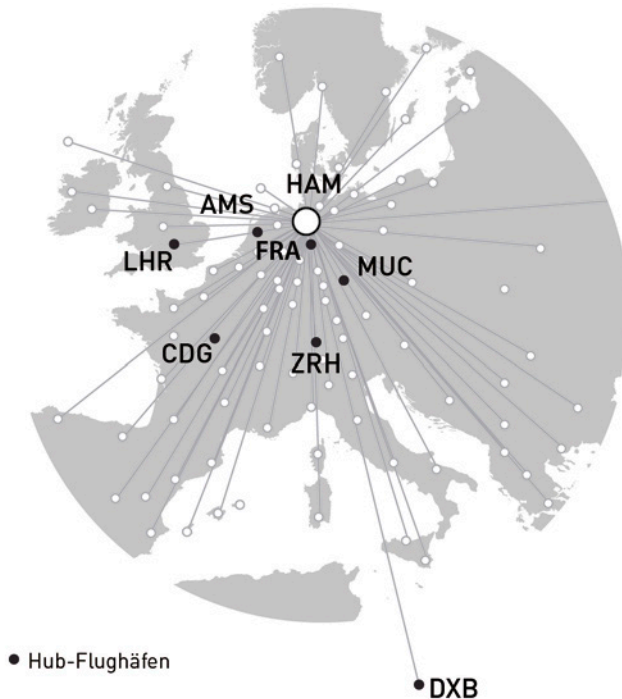 HAM
AMS
FRA
LHR
MUC
CDG
ZRH
Hub-Flughäfen
DXB